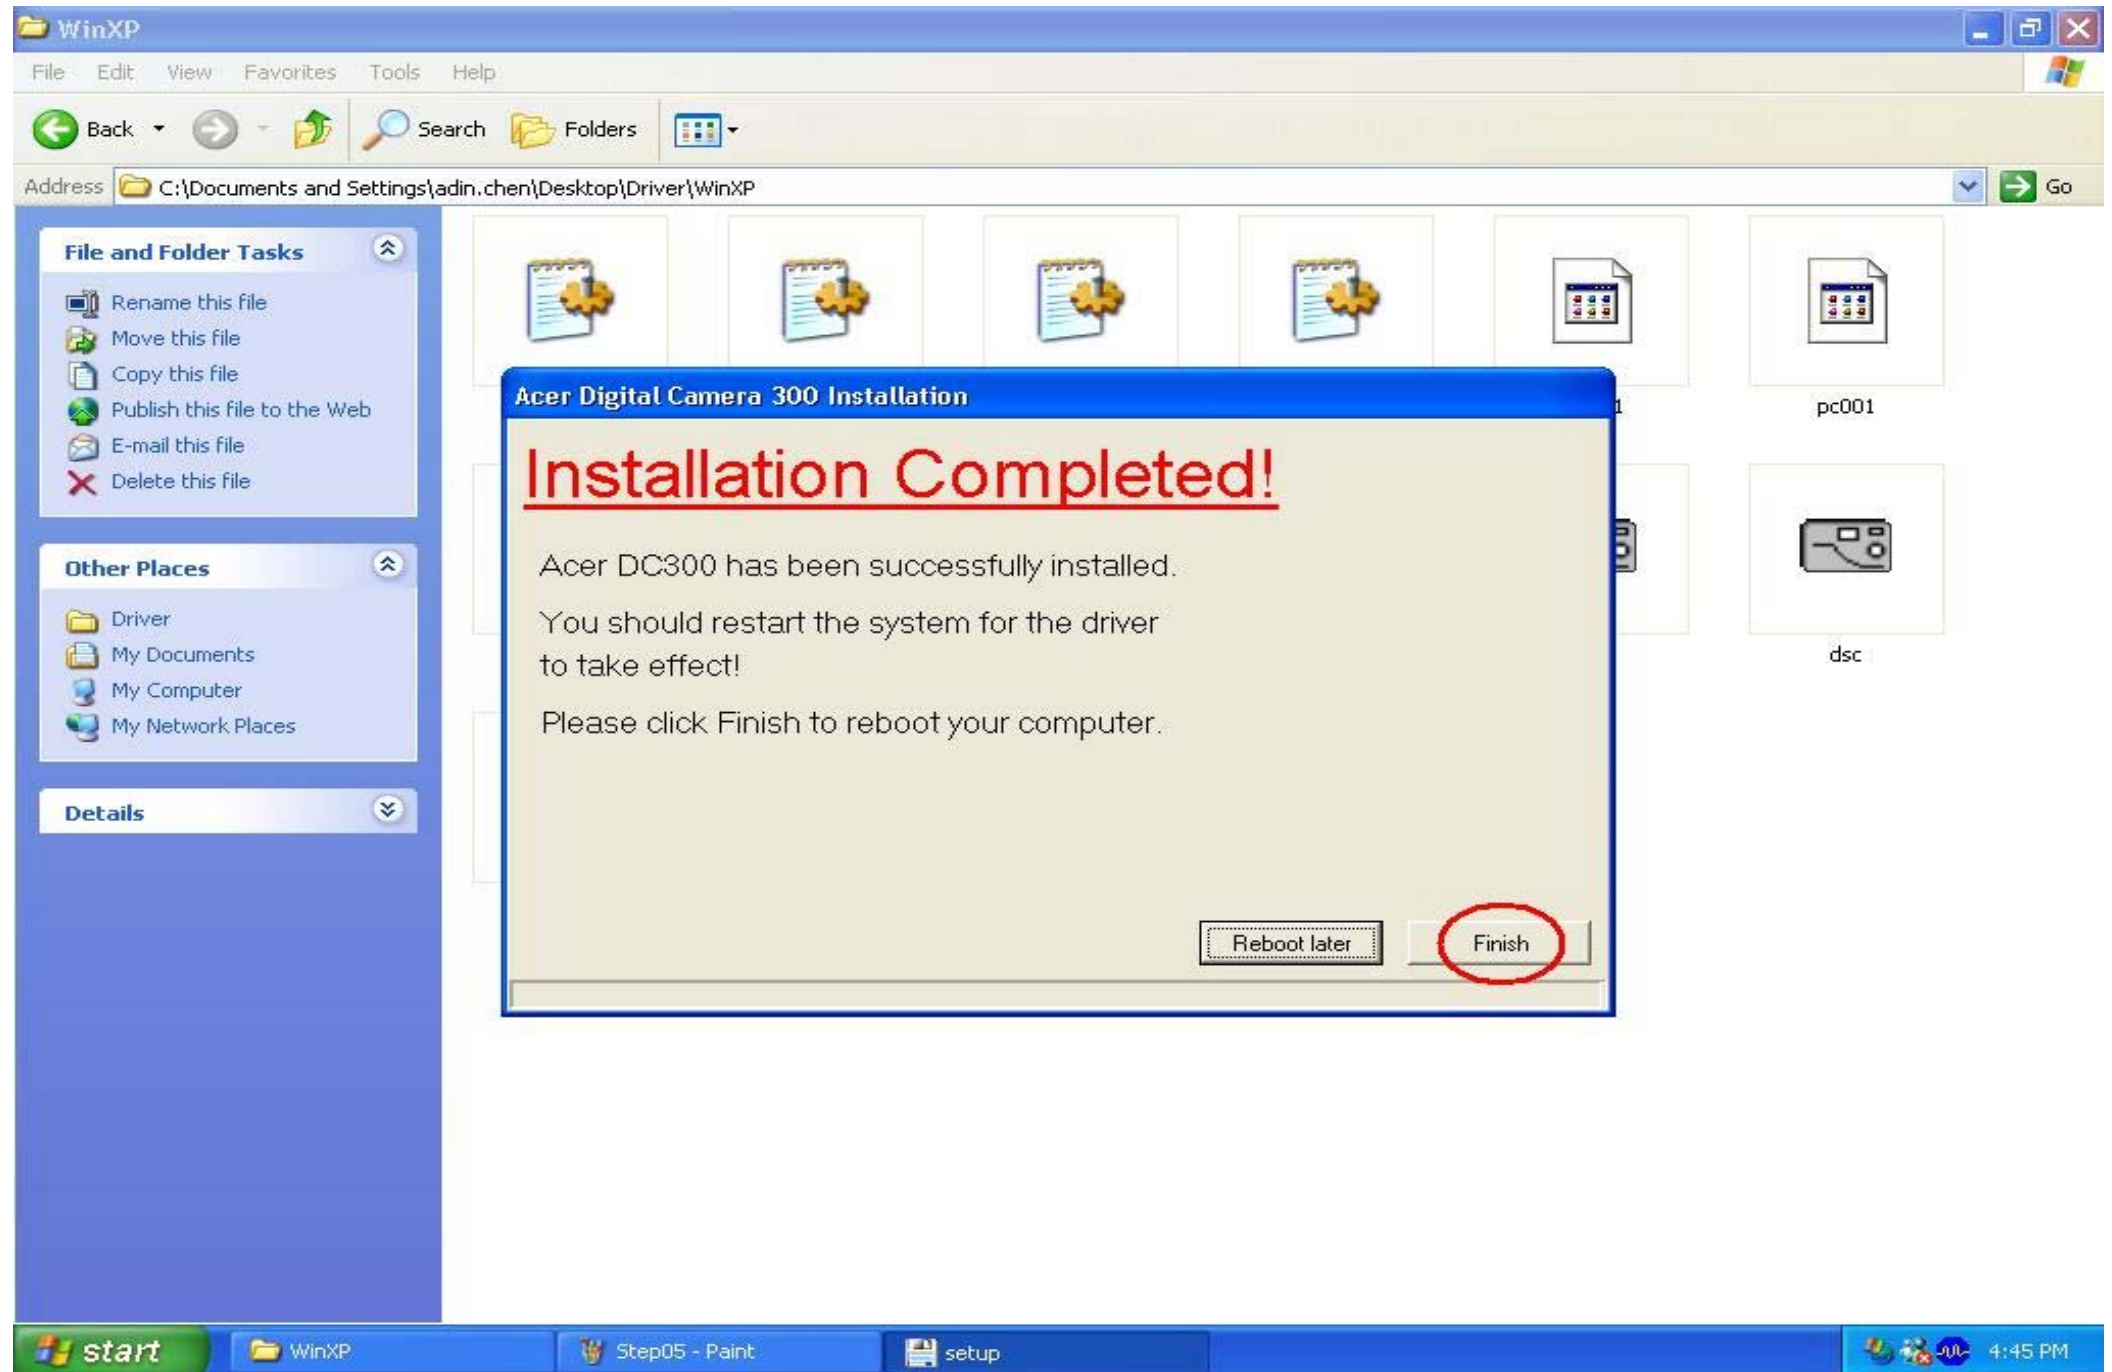 WinXP
File Edit View Favorites Tools Help
Back Search Folders
Address C:\Documents and Settings\adin.chen\Desktop\Driver\WinXP Go
File and Folder Tasks
Rename this file
Move this file
Copy this file
Publish this file to the Web
E-mail this file
Delete this file
Other Places
Driver
My Documents
My Computer
My Network Places
Details
1
pc001
dsc
Acer Digital Camera 300 Installation
Installation Completed!
Acer DC300 has been successfully installed.
You should restart the system for the driver
to take effect!
Please click Finish to reboot your computer.
Reboot later Finish
start WinXP Step05 - Paint setup 4:45 PM